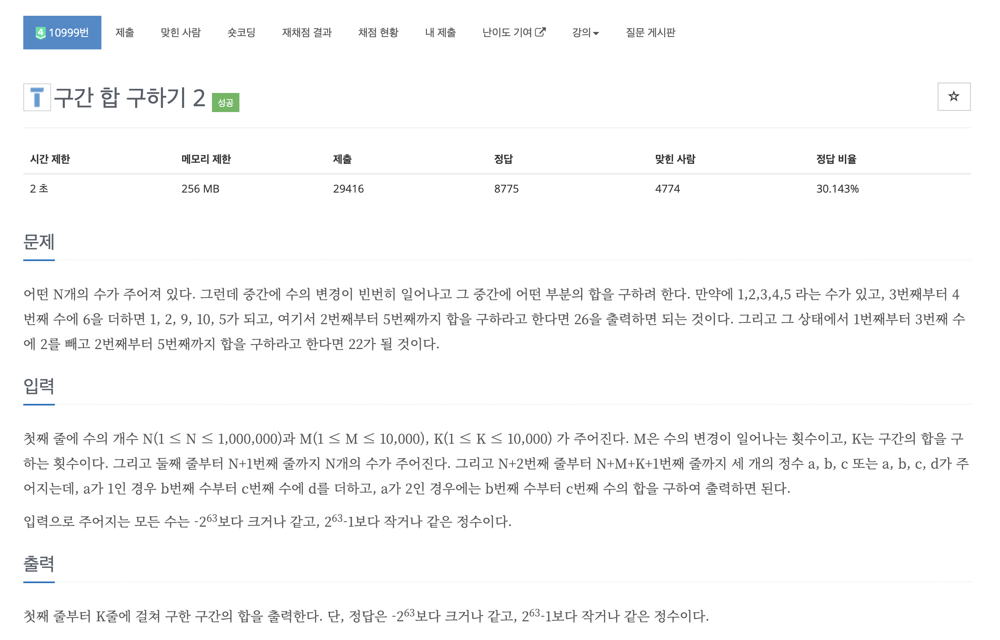 4 10999번 제출 맞힌 사람 숏코딩 재채점 결과 채점 현황 내 제출 난이도 기여 강의 질문 게시판
구간 합 구하기 2 성공
시간 제한 메모리 제한 제출 정답 맞힌 사람 정답 비율
2 초 256 MB 29416 8775 4774 30.143%
문제
어떤 N개의 수가 주어져 있다. 그런데 중간에 수의 변경이 빈번히 일어나고 그 중간에 어떤 부분의 합을 구하려 한다. 만약에 1,2,3,4,5 라는 수가 있고, 3번째부터 4
번째 수에 6을 더하면 1, 2, 9, 10, 5가 되고, 여기서 2번째부터 5번째까지 합을 구하라고 한다면 26을 출력하면 되는 것이다. 그리고 그 상태에서 1번째부터 3번째 수
에 2를 빼고 2번째부터 5번째까지 합을 구하라고 한다면 22가 될 것이다.
입력
첫째 줄에 수의 개수 N(1 ≤ N ≤ 1,000,000)과 M(1 ≤ M ≤ 10,000), K(1 ≤ K ≤ 10,000) 가 주어진다. M은 수의 변경이 일어나는 횟수이고, K는 구간의 합을 구
하는 횟수이다. 그리고 둘째 줄부터 N+1번째 줄까지 N개의 수가 주어진다. 그리고 N+2번째 줄부터 N+M+K+1번째 줄까지 세 개의 정수 a, b, c 또는 a, b, c, d가 주
어지는데, a가 1인 경우 b번째 수부터 c번째 수에 d를 더하고, a가 2인 경우에는 b번째 수부터 c번째 수의 합을 구하여 출력하면 된다.
입력으로 주어지는 모든 수는 -2⁶³보다 크거나 같고, 2⁶³-1보다 작거나 같은 정수이다.
출력
첫째 줄부터 K줄에 걸쳐 구한 구간의 합을 출력한다. 단, 정답은 -2⁶³보다 크거나 같고, 2⁶³-1보다 작거나 같은 정수이다.